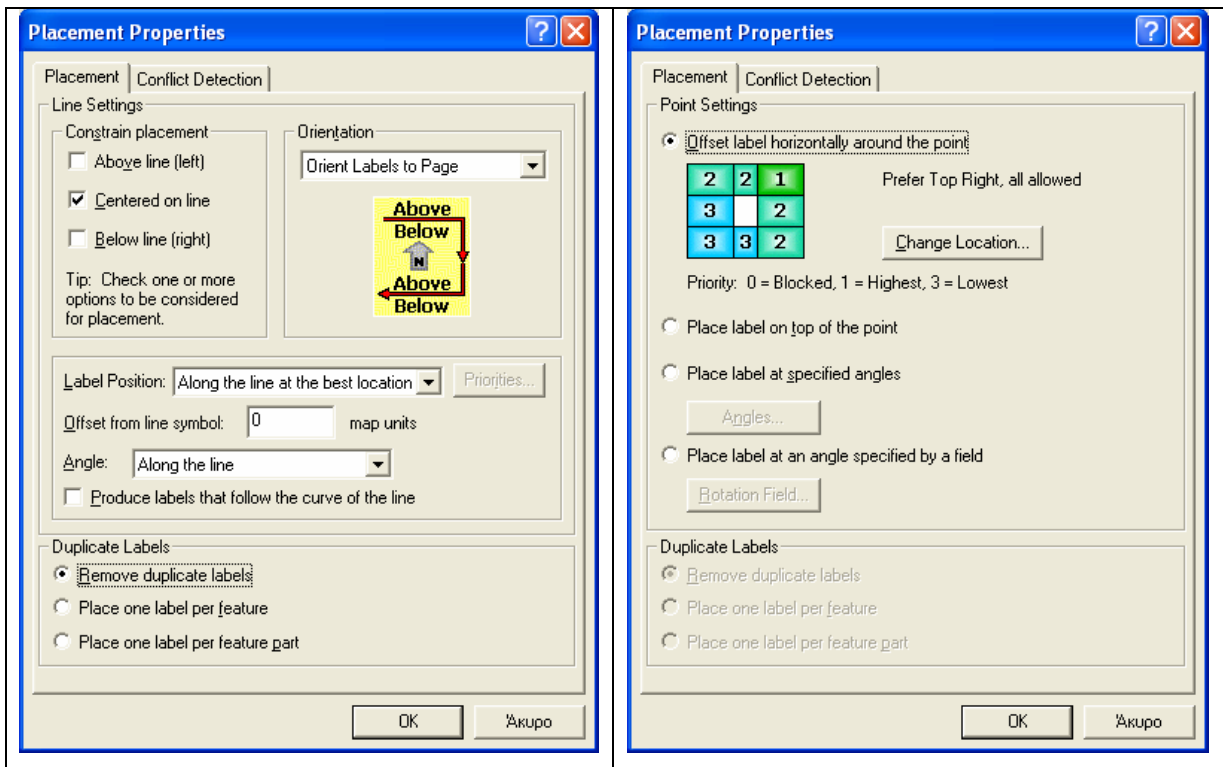 Placement Properties
Placement
Conflict Detection
Line Settings
Constrain placement
Above line (left)
Centered on line
Below line (right)
Tip: Check one or more
options to be considered
for placement.
Orientation
Orient Labels to Page
Above
Below
N
Above
Below
Label Position: Along the line at the best location Priorities...
Offset from line symbol: 0 map units
Angle: Along the line
Produce labels that follow the curve of the line
Duplicate Labels
Remove duplicate labels
Place one label per feature
Place one label per feature part
OK Άκυρο
Placement Properties
Placement
Conflict Detection
Point Settings
Offset label horizontally around the point
2 2 1
3 2
3 3 2
Prefer Top Right, all allowed
Change Location...
Priority: 0 = Blocked, 1 = Highest, 3 = Lowest
Place label on top of the point
Place label at specified angles
Angles...
Place label at an angle specified by a field
Rotation Field...
Duplicate Labels
Remove duplicate labels
Place one label per feature
Place one label per feature part
OK Άκυρο